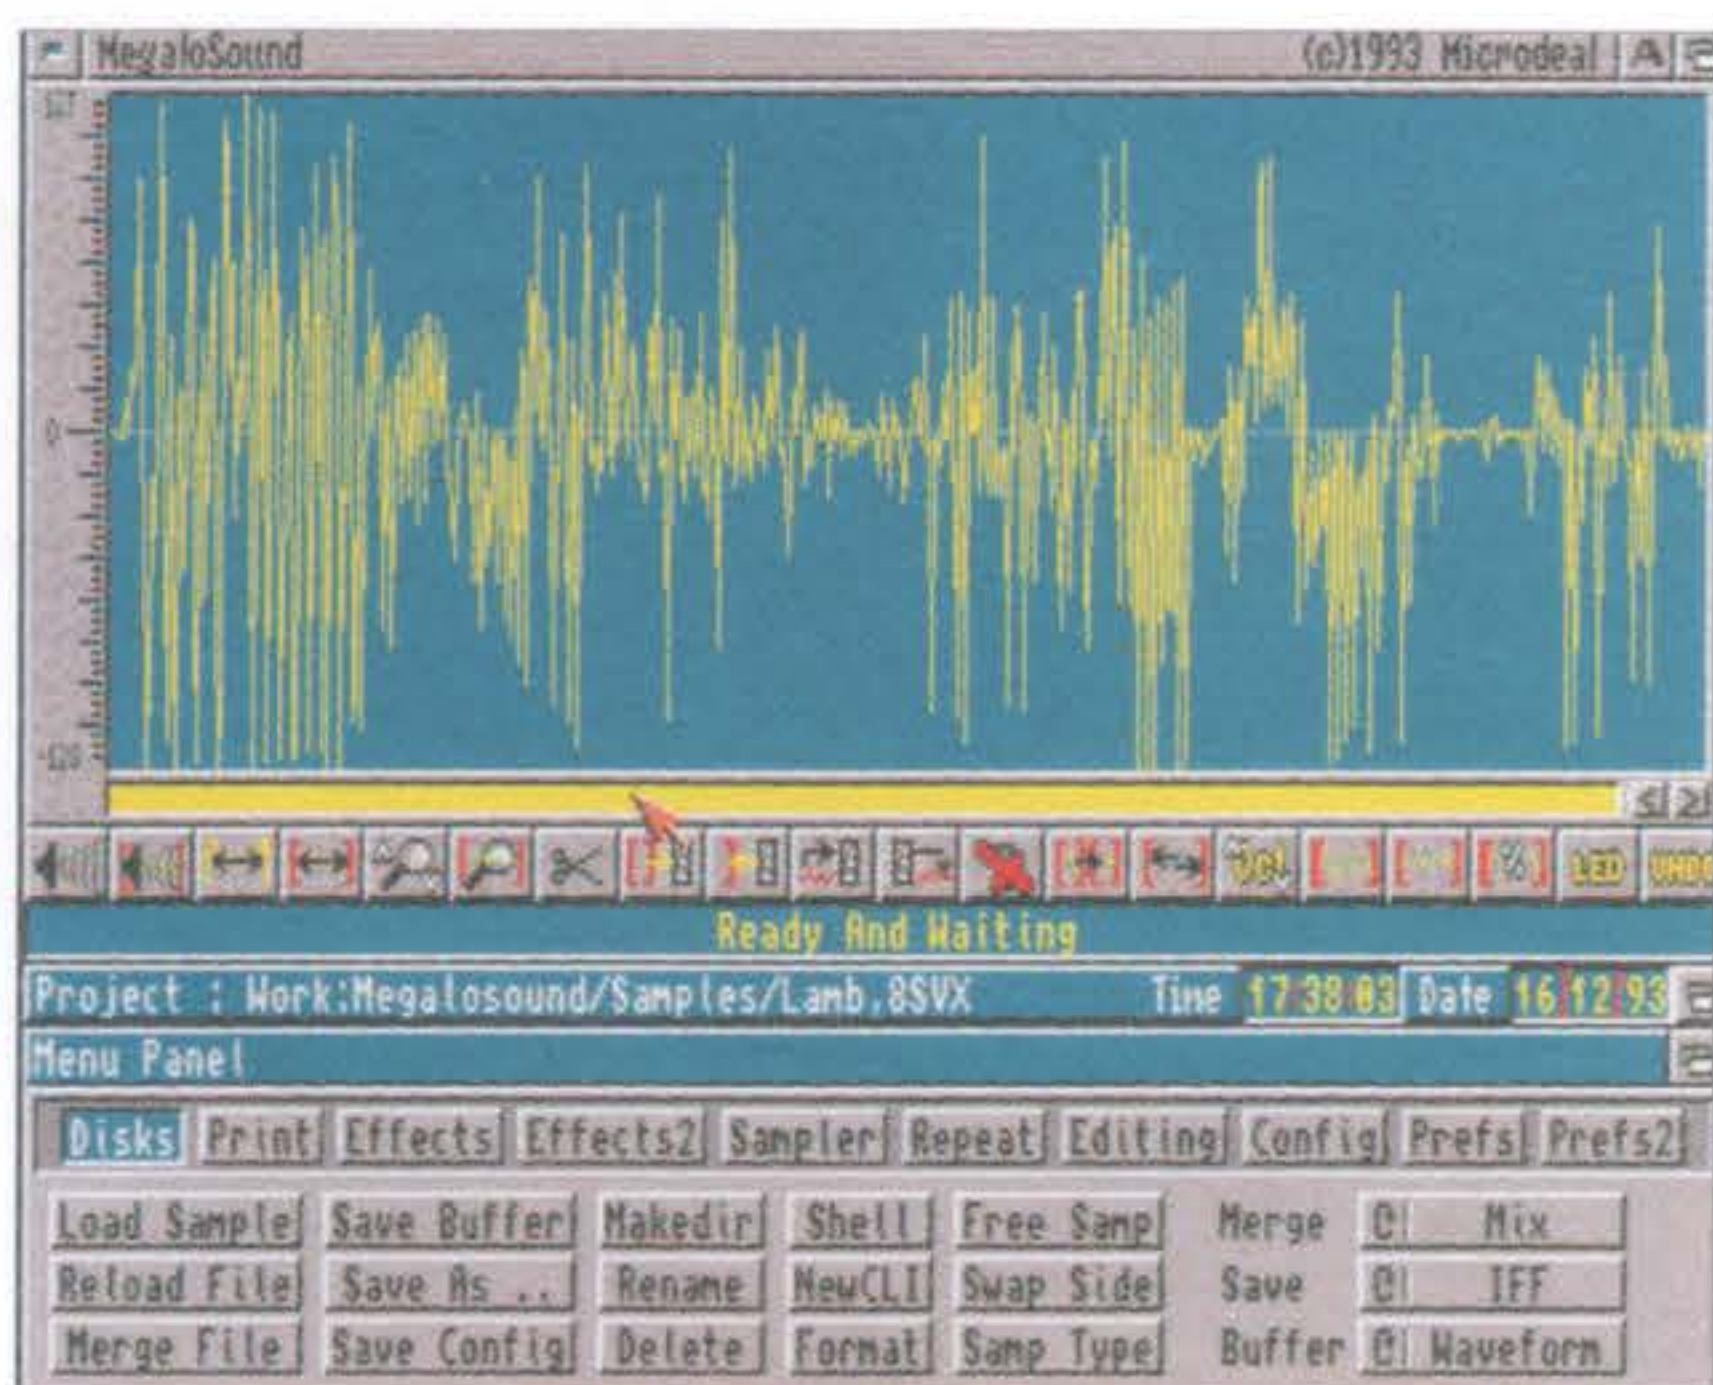 MegaloSound (c)1993 Microdeal A
127
0
-128
Vol LED UNDO
Ready And Waiting
Project : Work:Megalosound/Samples/Lamb.8SVX Time 17:38:03 Date 16/12/93
Menu Panel
Disks Print Effects Effects2 Sampler Repeat Editing Config Prefs Prefs2
Load Sample Save Buffer Makedir Shell Free Samp Merge Mix
Reload File Save As .. Rename NewCLI Swap Side Save IFF
Merge File Save Config Delete Format Samp Type Buffer Waveform